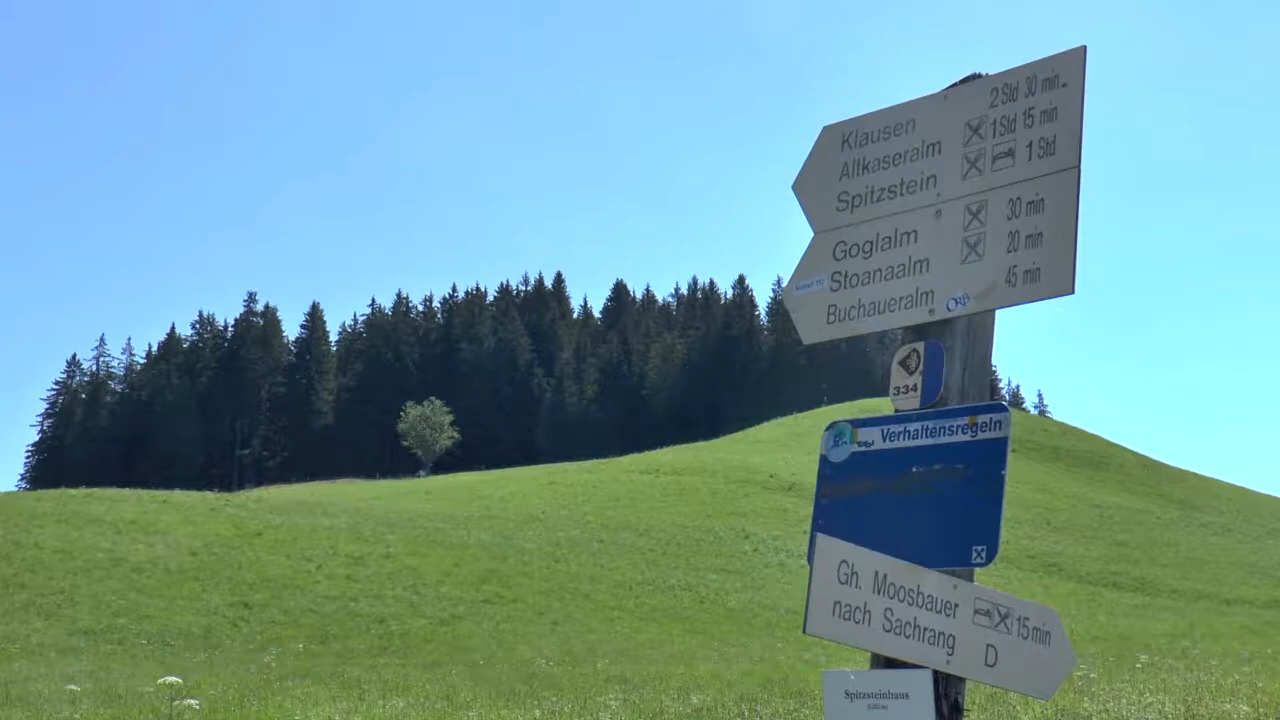 2 Std 30 min
Klausen 1 Std 15 min
Altkaseralm 1 Std
Spitzstein
Goglalm 30 min
Stoanaalm 20 min
Buchaueralm 45 min
334
Tirol Verhaltensregeln
Gh. Moosbauer 15 min
nach Sachrang D
Spitzsteinhaus